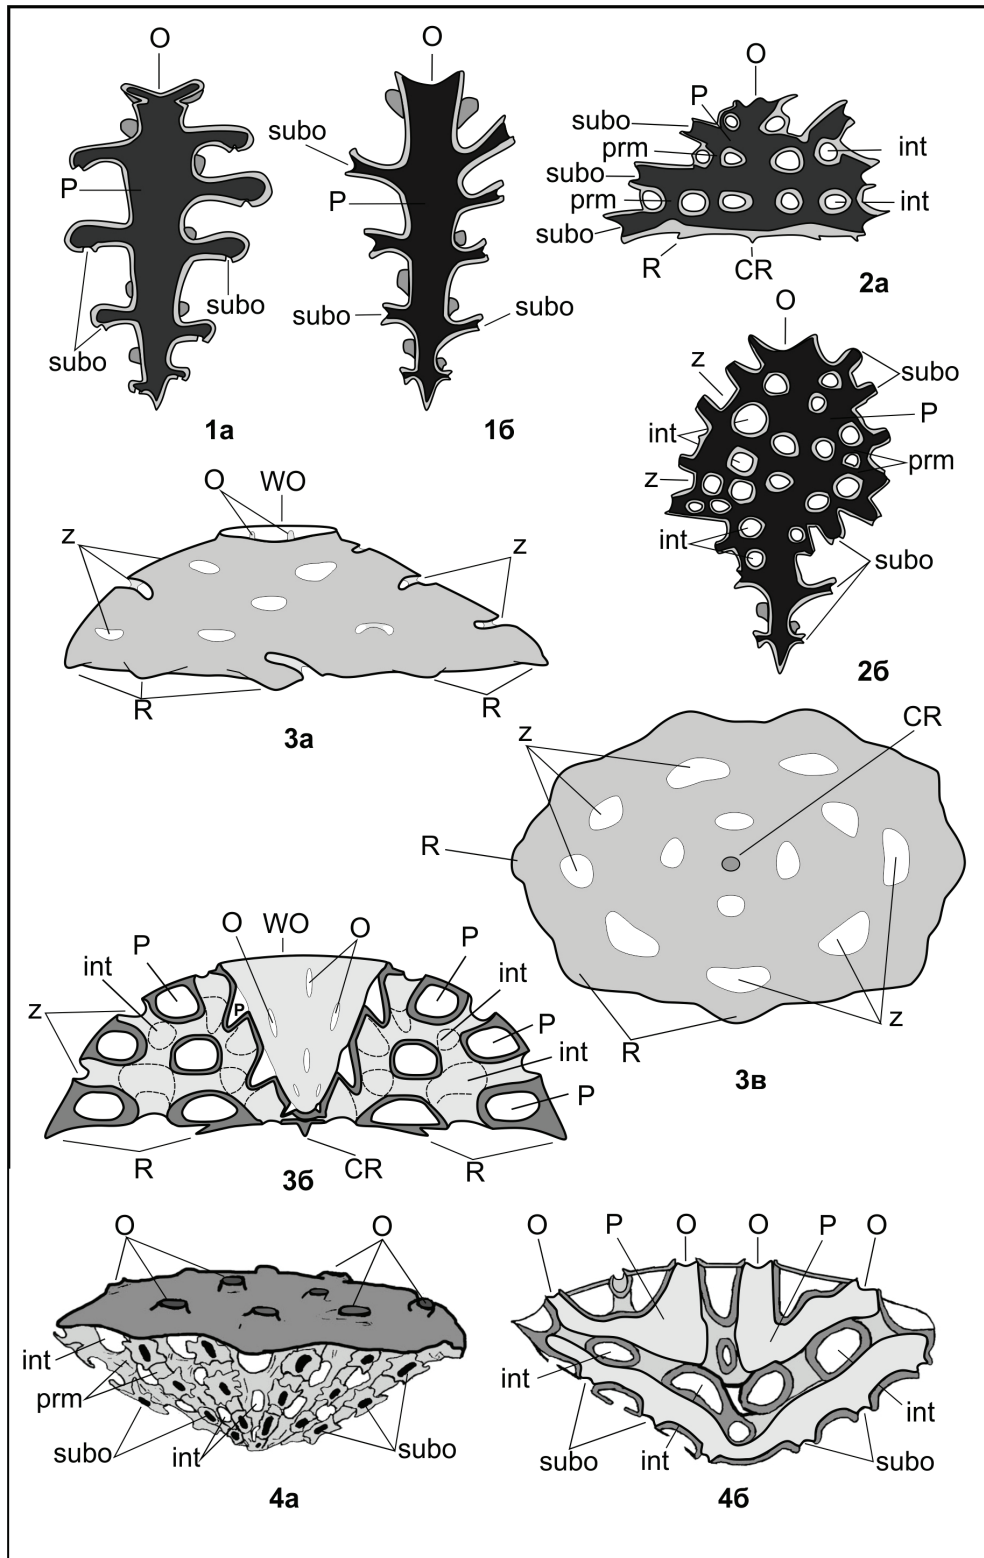 O
subo
P
subo
subo
1а
O
subo
P
subo
subo
1б
O
P
subo
prm
int
subo
prm
int
subo
R
CR
2а
O
z
subo
P
int
prm
z
int
subo
2б
O
WO
z
z
R
R
3а
CR
z
R
z
R
3в
O
WO
O
P
P
int
int
z
P
P
int
P
R
CR
R
3б
O
O
int
prm
subo
int
subo
4а
O
P
O
O
P
O
int
int
subo
int
subo
4б